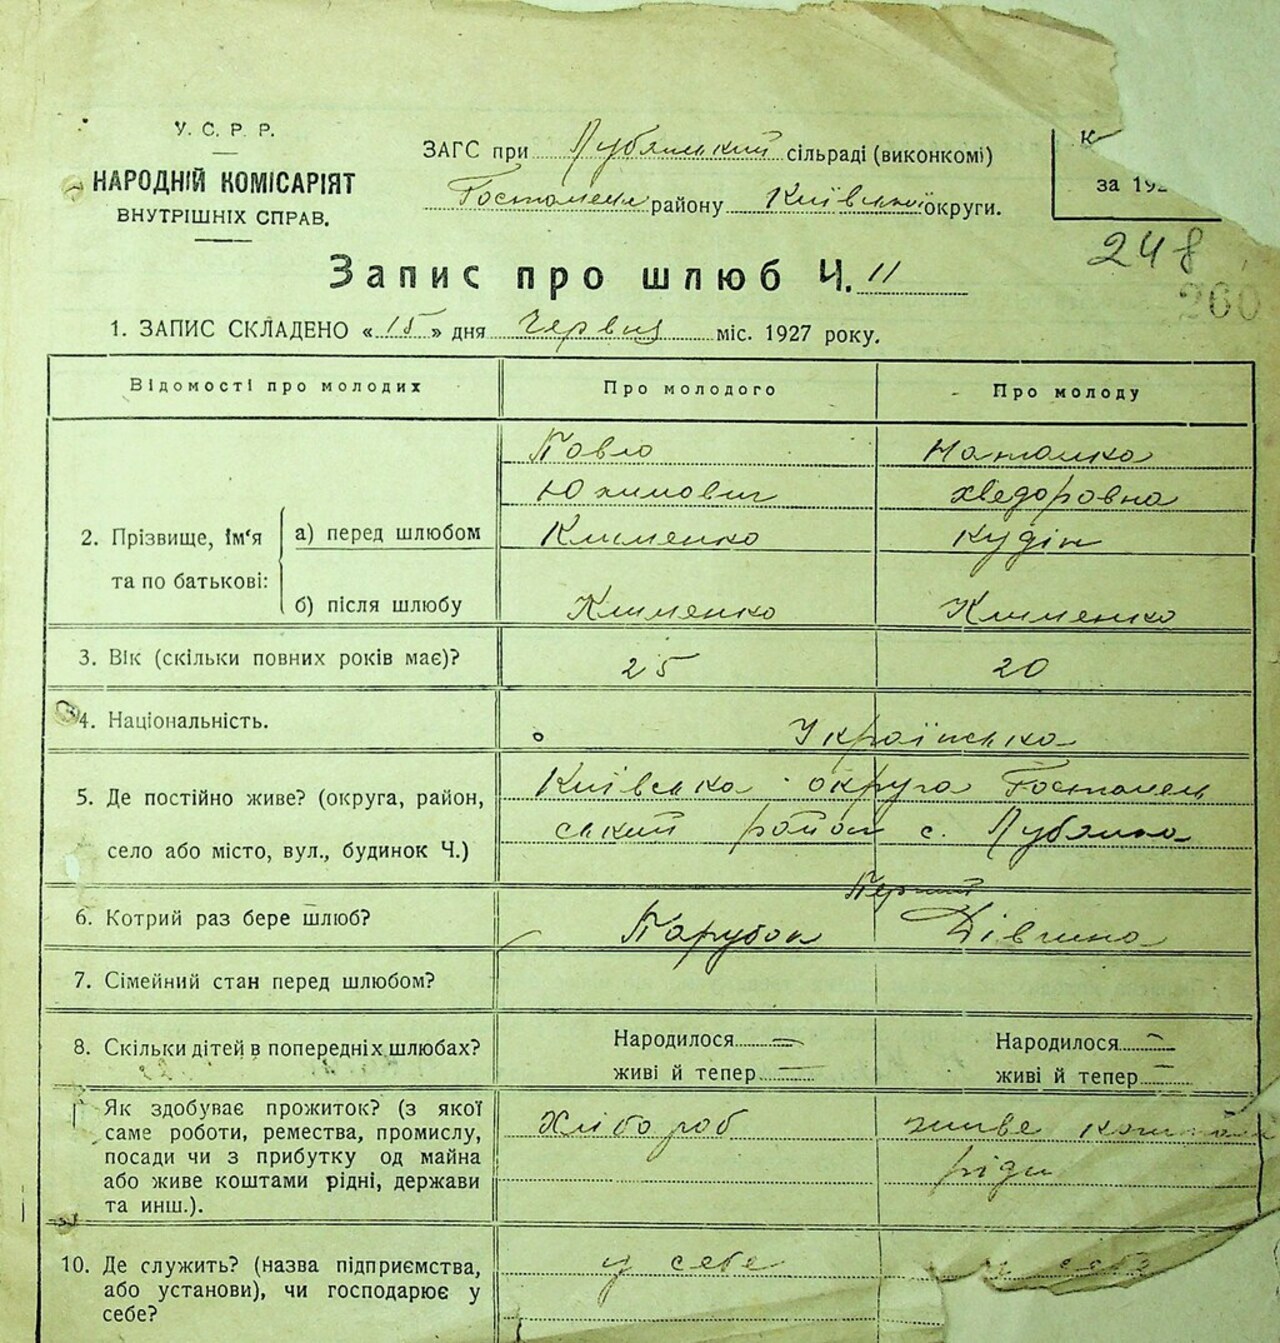 У. С. Р. Р.
НАРОДНІЙ КОМІСАРІЯТ
ВНУТРІШНІХ СПРАВ.
ЗАГС при Лубянський сільраді (виконкомі)
Гостомель району Київської округи.
К
за 192
Запис про шлюб Ч. 11
248
260
1. ЗАПИС СКЛАДЕНО « 15 » дня Червця міс. 1927 року.
Відомості про молодих Про молодого Про молоду
2. Прізвище, Ім'я та по батькові:
а) перед шлюбом
Павло Наталка
Юхимович Хведоровна
Клименко Кудін
б) після шлюбу Клименко Клименко
3. Вік (скільки повних років має)? 25 20
4. Національність. Українська
5. Де постійно живе? (округа, район, Київська округа Гостомель
село або місто, вул., будинок Ч.) ський район с. Лубянка
Перший
6. Котрий раз бере шлюб? Парубок Дівчина
7. Сімейний стан перед шлюбом?
8. Скільки дітей в попередніх шлюбах? Народилося — Народилося —
живі й тепер — живі й тепер —
Як здобуває прожиток? (з якої Хлібороб живе
саме роботи, ремества, промислу, рідн
посади чи з прибутку од майна
або живе коштами рідні, держави
та инш.).
10. Де служить? (назва підприємства, у себе у себе
або установи), чи господарює у
себе?